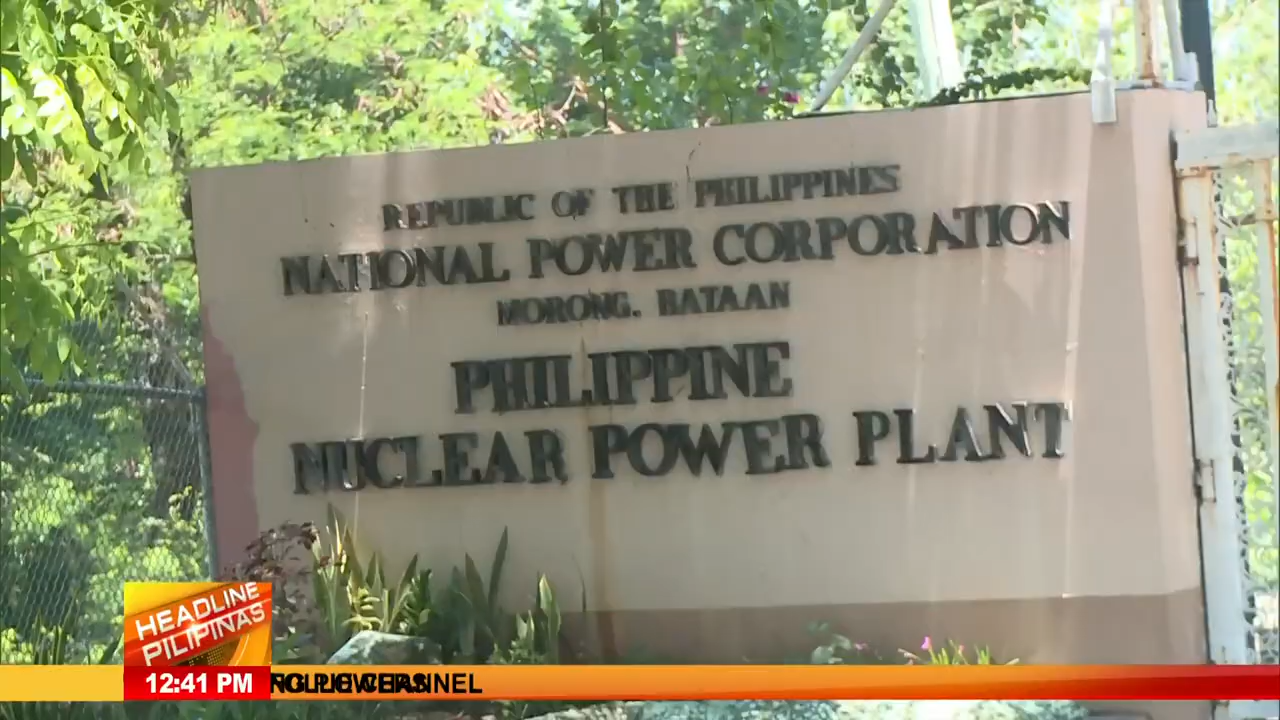 REPUBLIC OF THE PHILIPPINES
NATIONAL POWER CORPORATION
MORONG, BATAAN
PHILIPPINE
NUCLEAR POWER PLANT
HEADLINE
PILIPINAS
12:41 PM